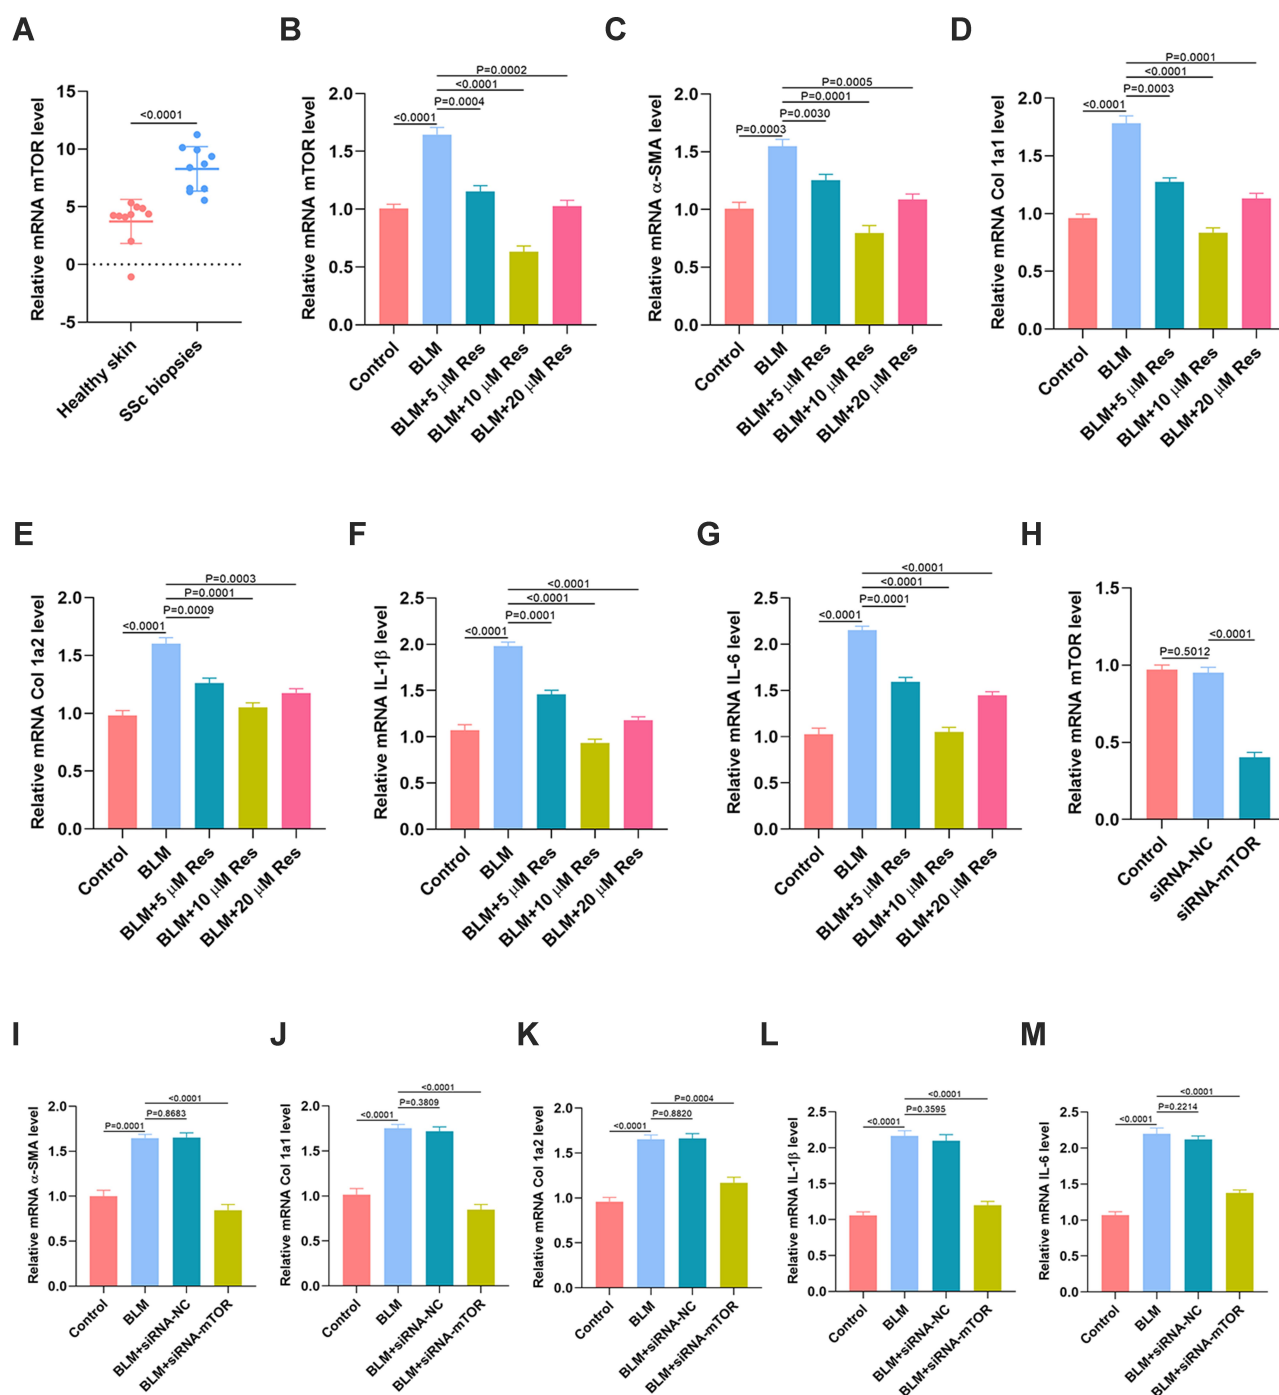 A
Relative mRNA mTOR level
15
10
5
0
-5
<0.0001
Healthy skin
SSc biopsies
B
Relative mRNA mTOR level
2.0
1.5
1.0
0.5
0.0
P=0.0002
<0.0001
P=0.0004
<0.0001
Control
BLM
BLM+5 μM Res
BLM+10 μM Res
BLM+20 μM Res
C
Relative mRNA α-SMA level
2.0
1.5
1.0
0.5
0.0
P=0.0005
P=0.0001
P=0.0030
P=0.0003
Control
BLM
BLM+5 μM Res
BLM+10 μM Res
BLM+20 μM Res
D
Relative mRNA Col 1a1 level
2.0
1.5
1.0
0.5
0.0
P=0.0001
<0.0001
P=0.0003
<0.0001
Control
BLM
BLM+5 μM Res
BLM+10 μM Res
BLM+20 μM Res
E
Relative mRNA Col 1a2 level
2.0
1.5
1.0
0.5
0.0
P=0.0003
P=0.0001
P=0.0009
<0.0001
Control
BLM
BLM+5 μM Res
BLM+10 μM Res
BLM+20 μM Res
F
Relative mRNA IL-1β level
2.5
2.0
1.5
1.0
0.5
0.0
<0.0001
<0.0001
P=0.0001
<0.0001
Control
BLM
BLM+5 μM Res
BLM+10 μM Res
BLM+20 μM Res
G
Relative mRNA IL-6 level
2.5
2.0
1.5
1.0
0.5
0.0
<0.0001
<0.0001
P=0.0001
<0.0001
Control
BLM
BLM+5 μM Res
BLM+10 μM Res
BLM+20 μM Res
H
Relative mRNA mTOR level
1.5
1.0
0.5
0.0
<0.0001
P=0.5012
Control
siRNA-NC
siRNA-mTOR
I
Relative mRNA α-SMA level
2.0
1.5
1.0
0.5
0.0
<0.0001
P=0.8683
P=0.0001
Control
BLM
BLM+siRNA-NC
BLM+siRNA-mTOR
J
Relative mRNA Col 1a1 level
2.0
1.5
1.0
0.5
0.0
<0.0001
P=0.3809
<0.0001
Control
BLM
BLM+siRNA-NC
BLM+siRNA-mTOR
K
Relative mRNA Col 1a2 level
2.0
1.5
1.0
0.5
0.0
P=0.0004
P=0.8820
<0.0001
Control
BLM
BLM+siRNA-NC
BLM+siRNA-mTOR
L
Relative mRNA IL-1β level
2.5
2.0
1.5
1.0
0.5
0.0
<0.0001
P=0.3595
<0.0001
Control
BLM
BLM+siRNA-NC
BLM+siRNA-mTOR
M
Relative mRNA IL-6 level
2.5
2.0
1.5
1.0
0.5
0.0
<0.0001
P=0.2214
<0.0001
Control
BLM
BLM+siRNA-NC
BLM+siRNA-mTOR